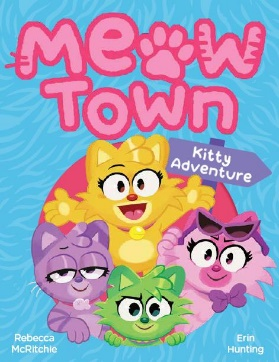 Meow
Town
Kitty
Adventure
Rebecca
McRitchie
Erin
Hunting